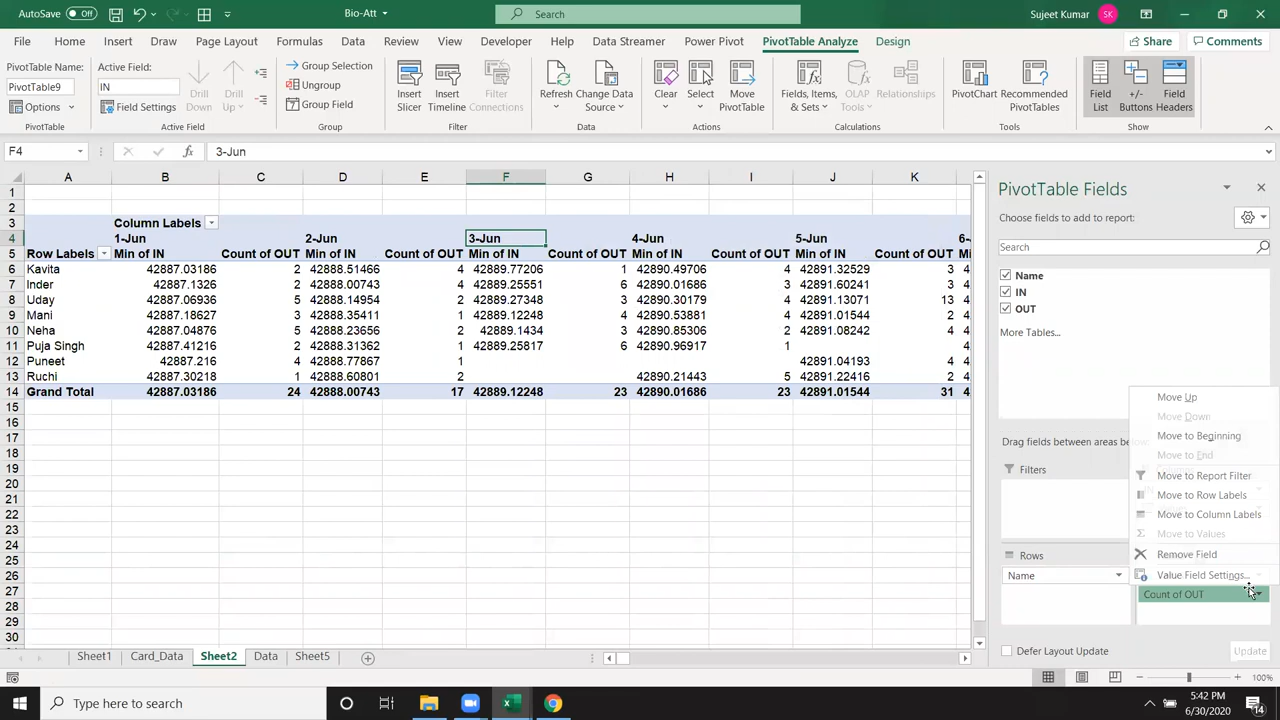 AutoSave Off Bio-Att Search Sujeet Kumar SK
File Home Insert Draw Page Layout Formulas Data Review View Developer Help Data Streamer Power Pivot PivotTable Analyze Design Share Comments
PivotTable Name: Active Field:
PivotTable9 IN
Options Field Settings
Drill Down Drill Up
Group Selection
Ungroup
Group Field
Insert Slicer Insert Timeline Filter Connections
Refresh Change Data Source
Clear Select Move PivotTable
Fields, Items, & Sets OLAP Tools Relationships
PivotChart Recommended PivotTables
Field List +/- Buttons Field Headers
PivotTable Active Field Group Filter Data Actions Calculations Tools Show
F4 fx 3-Jun
A B C D E F G H I J K
1
2
3 Column Labels
4 1-Jun 2-Jun 3-Jun 4-Jun 5-Jun 6-
5 Row Labels Min of IN Count of OUT Min of IN Count of OUT Min of IN Count of OUT Min of IN Count of OUT Min of IN Count of OUT M
6 Kavita 42887.03186 2 42888.51466 4 42889.77206 1 42890.49706 4 42891.32529 3 4
7 Inder 42887.1326 2 42888.00743 4 42889.25551 6 42890.01686 3 42891.60241 3 4
8 Uday 42887.06936 5 42888.14954 2 42889.27348 3 42890.30179 4 42891.13071 13 4
9 Mani 42887.18627 3 42888.35411 1 42889.12248 4 42890.53881 4 42891.01544 2 4
10 Neha 42887.04876 5 42888.23656 2 42889.1434 3 42890.85306 2 42891.08242 4 4
11 Puja Singh 42887.41216 2 42888.31362 1 42889.25817 6 42890.96917 1 4
12 Puneet 42887.216 4 42888.77867 1 42891.04193 4 4
13 Ruchi 42887.30218 1 42888.60801 2 42890.21443 5 42891.22416 2 4
14 Grand Total 42887.03186 24 42888.00743 17 42889.12248 23 42890.01686 23 42891.01544 31 4
15
16
17
18
19
20
21
22
23
24
25
26
27
28
29
30
PivotTable Fields
Choose fields to add to report:
Search
Name
IN
OUT
More Tables...
Drag fields between areas be
Filters
Rows
Name
Move Up
Move Down
Move to Beginning
Move to End
Move to Report Filter
Move to Row Labels
Move to Column Labels
Move to Values
Remove Field
Value Field Settings...
Count of OUT
Defer Layout Update Update
Sheet1 Card_Data Sheet2 Dat Sheet5
100%
Type here to search
5:42 PM
6/30/2020
14